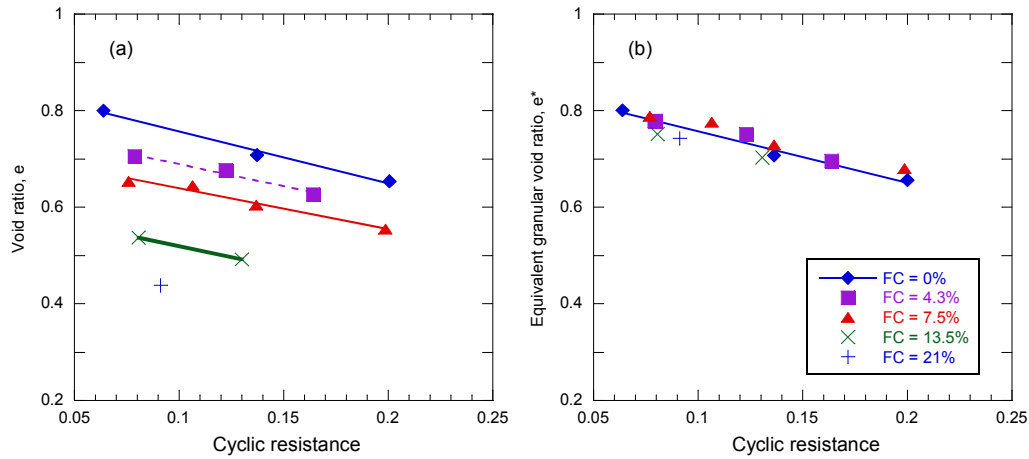 (a)
1
0.8
0.6
0.4
0.2
0.05
0.1
0.15
0.2
0.25
Void ratio, e
Cyclic resistance
(b)
1
0.8
0.6
0.4
0.2
0.05
0.1
0.15
0.2
0.25
Equivalent granular void ratio, e*
Cyclic resistance
FC = 0%
FC = 4.3%
FC = 7.5%
FC = 13.5%
FC = 21%